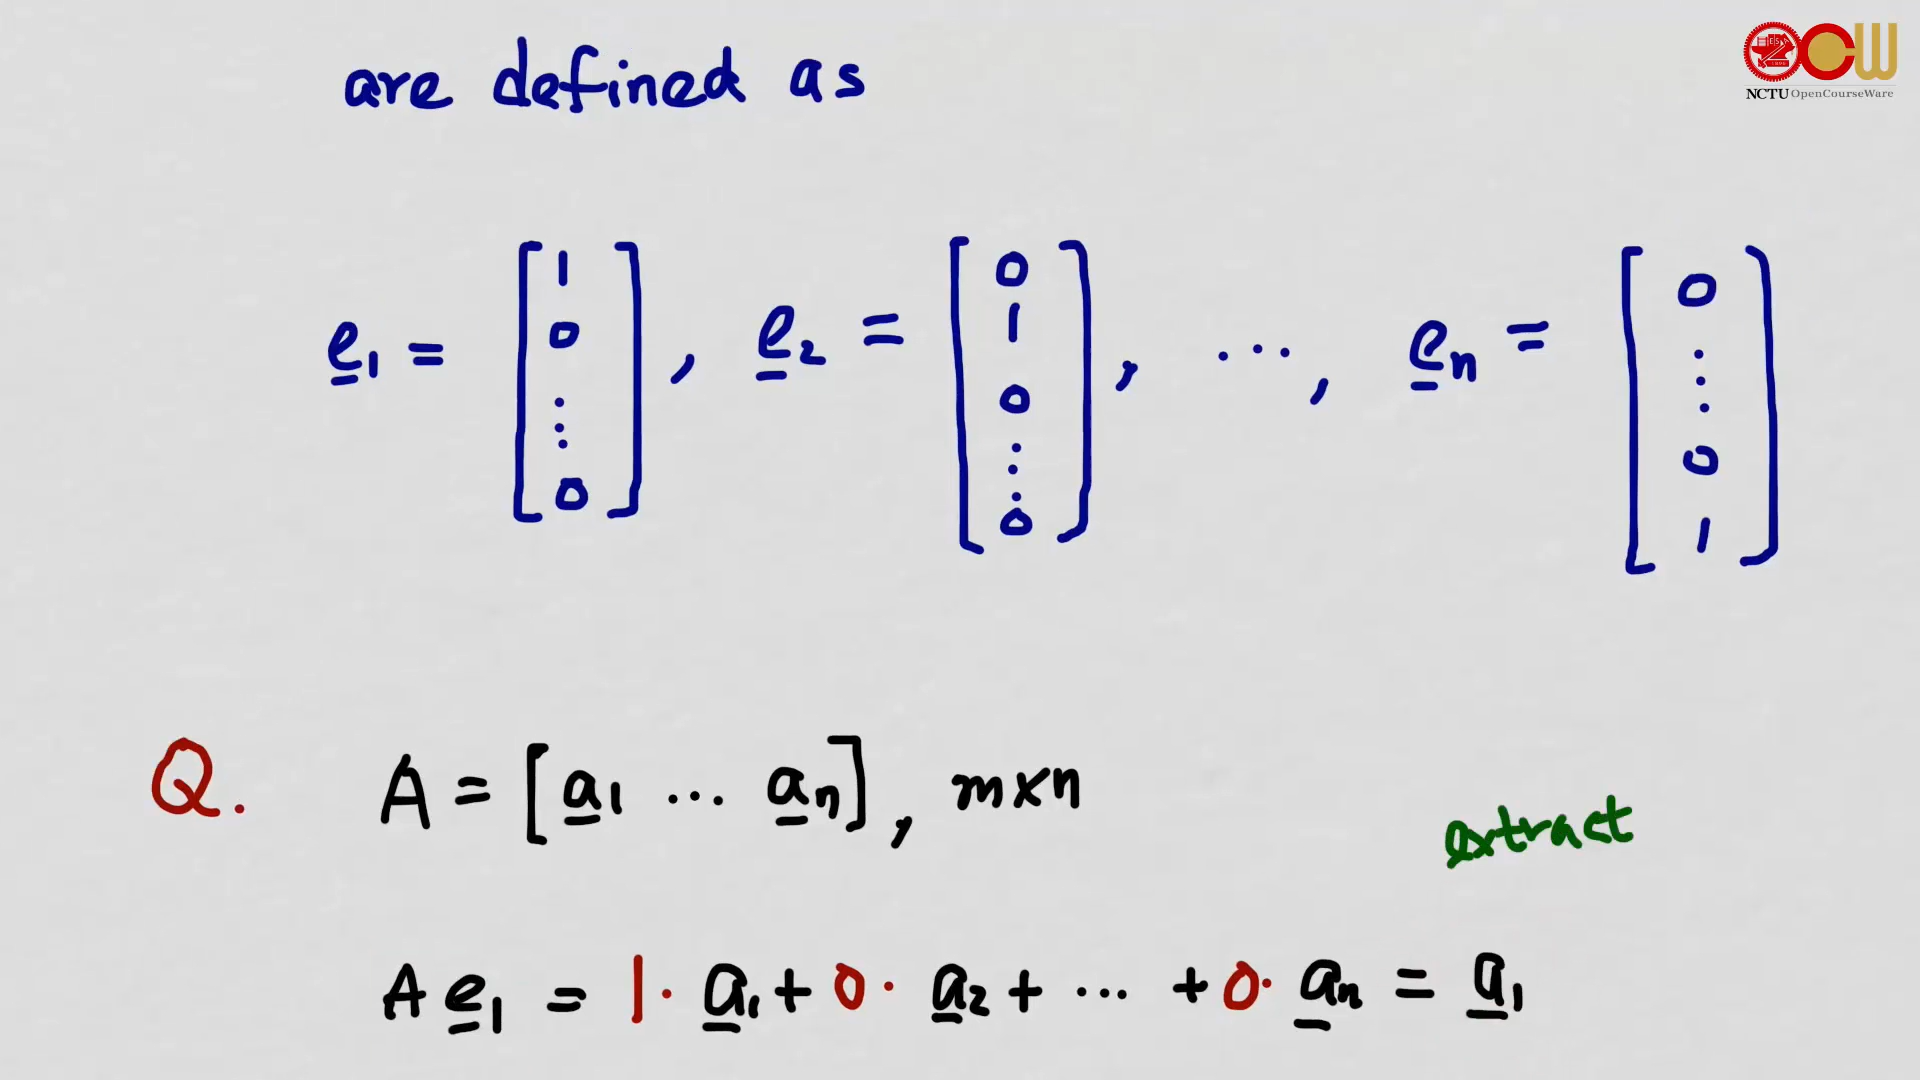 are defined as
NCTU OpenCourseWare
e₁ = [1 0 ⋮ 0], e₂ = [0 1 0 ⋮ 0], ⋯, eₙ = [0 ⋮ 0 1]
Q. A = [a₁ ⋯ aₙ], m×n
extract
A e₁ = 1· a₁ + 0· a₂ + ⋯ + 0· aₙ = a₁